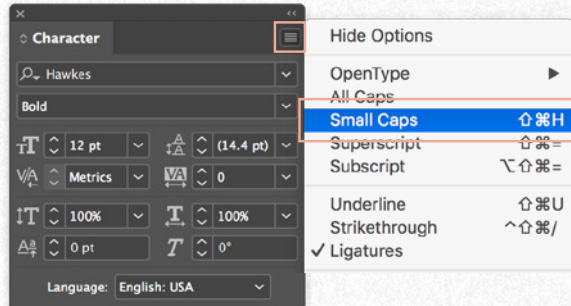 Character
Hawkes
Bold
12 pt (14.4 pt)
Metrics 0
100% 100%
0 pt 0°
Language: English: USA
Hide Options
OpenType ▶
All Caps
Small Caps ⇧⌘H
Superscript ⇧⌘=
Subscript ⌥⇧⌘=
Underline ⇧⌘U
Strikethrough ^⇧⌘/
✓ Ligatures